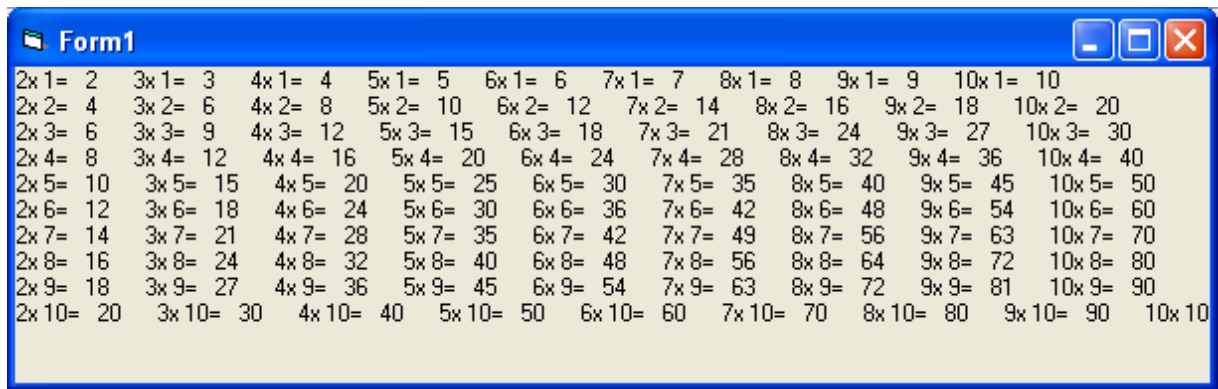 Form1
2x 1= 2 3x 1= 3 4x 1= 4 5x 1= 5 6x 1= 6 7x 1= 7 8x 1= 8 9x 1= 9 10x 1= 10
2x 2= 4 3x 2= 6 4x 2= 8 5x 2= 10 6x 2= 12 7x 2= 14 8x 2= 16 9x 2= 18 10x 2= 20
2x 3= 6 3x 3= 9 4x 3= 12 5x 3= 15 6x 3= 18 7x 3= 21 8x 3= 24 9x 3= 27 10x 3= 30
2x 4= 8 3x 4= 12 4x 4= 16 5x 4= 20 6x 4= 24 7x 4= 28 8x 4= 32 9x 4= 36 10x 4= 40
2x 5= 10 3x 5= 15 4x 5= 20 5x 5= 25 6x 5= 30 7x 5= 35 8x 5= 40 9x 5= 45 10x 5= 50
2x 6= 12 3x 6= 18 4x 6= 24 5x 6= 30 6x 6= 36 7x 6= 42 8x 6= 48 9x 6= 54 10x 6= 60
2x 7= 14 3x 7= 21 4x 7= 28 5x 7= 35 6x 7= 42 7x 7= 49 8x 7= 56 9x 7= 63 10x 7= 70
2x 8= 16 3x 8= 24 4x 8= 32 5x 8= 40 6x 8= 48 7x 8= 56 8x 8= 64 9x 8= 72 10x 8= 80
2x 9= 18 3x 9= 27 4x 9= 36 5x 9= 45 6x 9= 54 7x 9= 63 8x 9= 72 9x 9= 81 10x 9= 90
2x 10= 20 3x 10= 30 4x 10= 40 5x 10= 50 6x 10= 60 7x 10= 70 8x 10= 80 9x 10= 90 10x 10